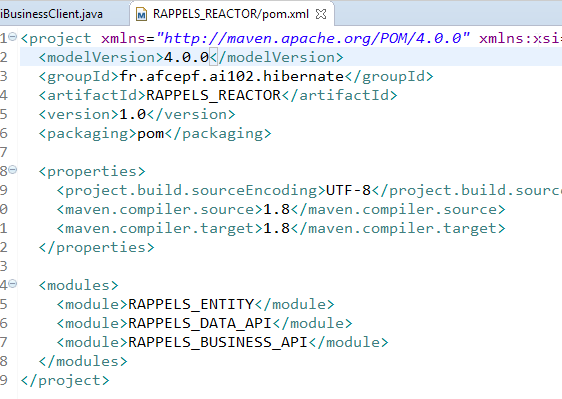 iBusinessClient.java RAPPELS_REACTOR/pom.xml
1 <project xmlns="http://maven.apache.org/POM/4.0.0" xmlns:xsi=
2 <modelVersion>4.0.0</modelVersion>
3 <groupId>fr.afcepf.ai102.hibernate</groupId>
4 <artifactId>RAPPELS_REACTOR</artifactId>
5 <version>1.0</version>
6 <packaging>pom</packaging>
7
8 <properties>
9 <project.build.sourceEncoding>UTF-8</project.build.sourc
0 <maven.compiler.source>1.8</maven.compiler.source>
1 <maven.compiler.target>1.8</maven.compiler.target>
2 </properties>
3
4 <modules>
5 <module>RAPPELS_ENTITY</module>
6 <module>RAPPELS_DATA_API</module>
7 <module>RAPPELS_BUSINESS_API</module>
8 </modules>
9 </project>